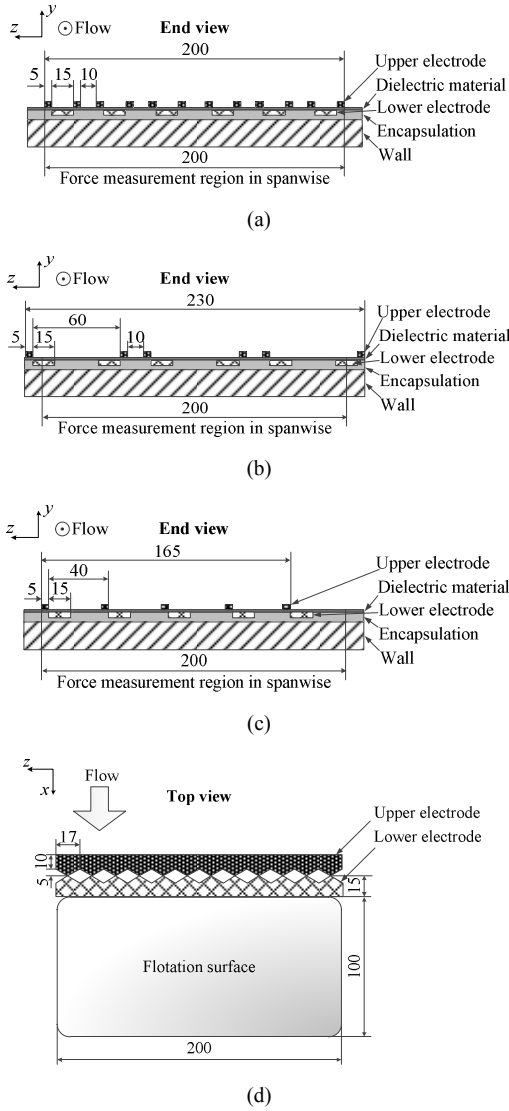 y
z
Flow
End view
200
5 15 10
Upper electrode
Dielectric material
Lower electrode
Encapsulation
Wall
200
Force measurement region in spanwise
(a)
y
z
Flow
End view
230
60
5 15 10
Upper electrode
Dielectric material
Lower electrode
Encapsulation
Wall
200
Force measurement region in spanwise
(b)
y
z
Flow
End view
165
40
5 15
Upper electrode
Dielectric material
Lower electrode
Encapsulation
Wall
200
Force measurement region in spanwise
(c)
z
x
Flow
Top view
Upper electrode
Lower electrode
17
10
5
15
Flotation surface
100
200
(d)